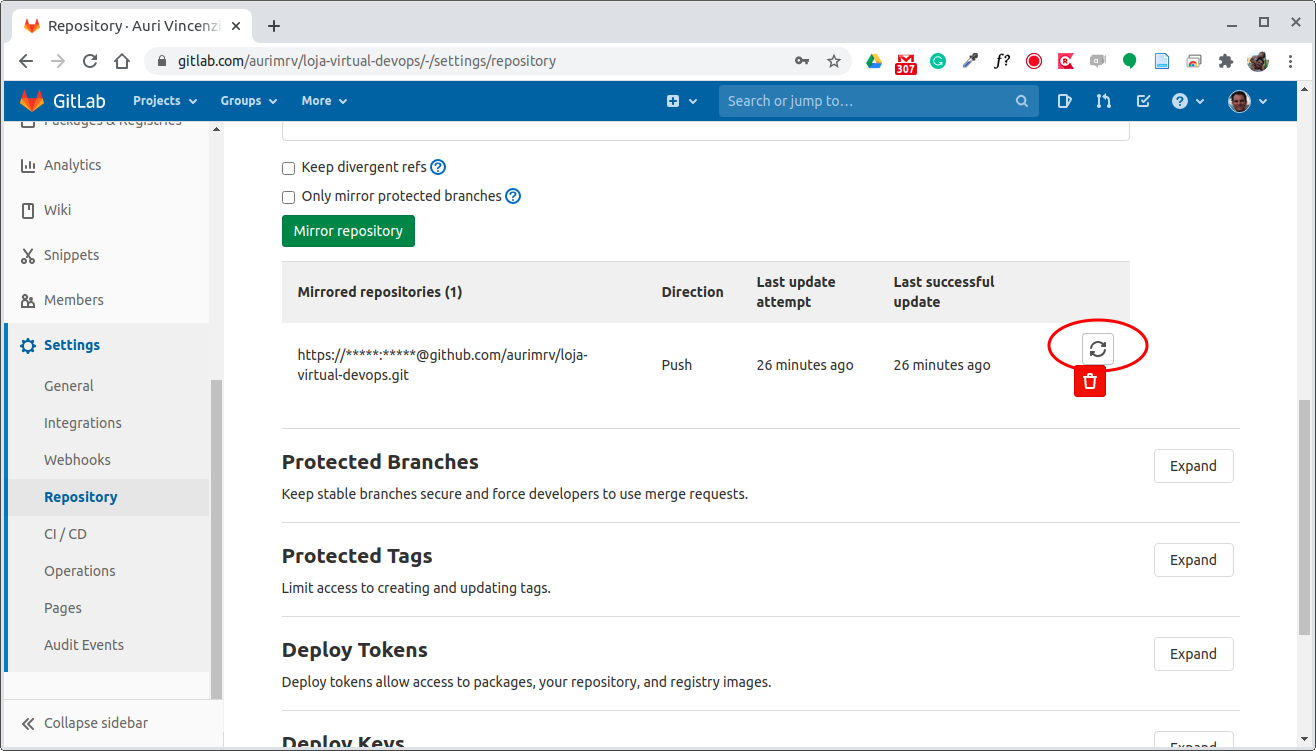 Repository · Auri Vincenzi
gitlab.com/aurimrv/loja-virtual-devops/-/settings/repository
307
f?
GitLab
Projects
Groups
More
Search or jump to...
Packages & Registries
Analytics
Wiki
Snippets
Members
Settings
General
Integrations
Webhooks
Repository
CI / CD
Operations
Pages
Audit Events
Collapse sidebar
Keep divergent refs
Only mirror protected branches
Mirror repository
Mirrored repositories (1)
Direction
Last update
attempt
Last successful
update
https://*****:*****@github.com/aurimrv/loja-
virtual-devops.git
Push
26 minutes ago
26 minutes ago
Protected Branches
Expand
Keep stable branches secure and force developers to use merge requests.
Protected Tags
Expand
Limit access to creating and updating tags.
Deploy Tokens
Expand
Deploy tokens allow access to packages, your repository, and registry images.
Deploy Keys
Expand